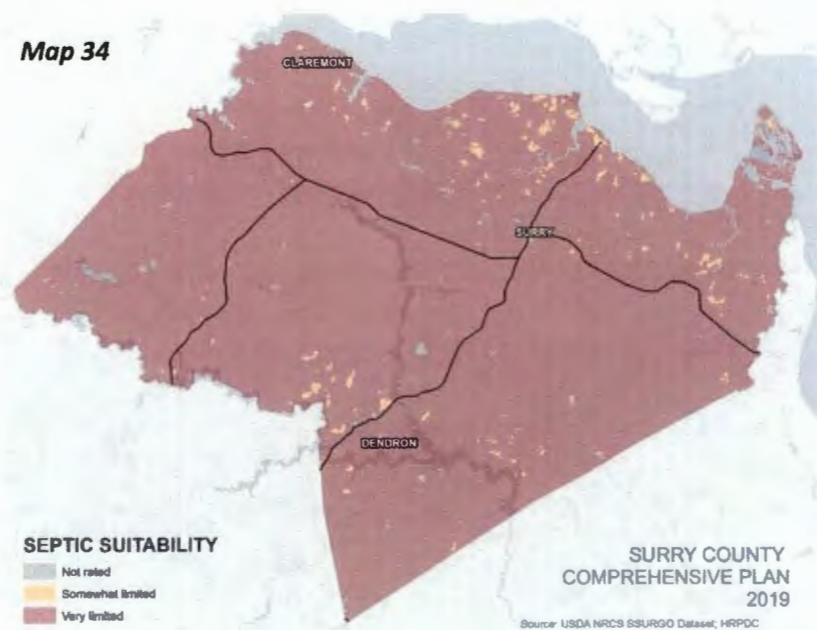 Map 34
CLAREMONT
SURRY
DENDRON
SEPTIC SUITABILITY
Not rated
Somewhat limited
Very limited
SURRY COUNTY
COMPREHENSIVE PLAN
2019
Source: USDA NRCS SSURGO Dataset; HRPDC